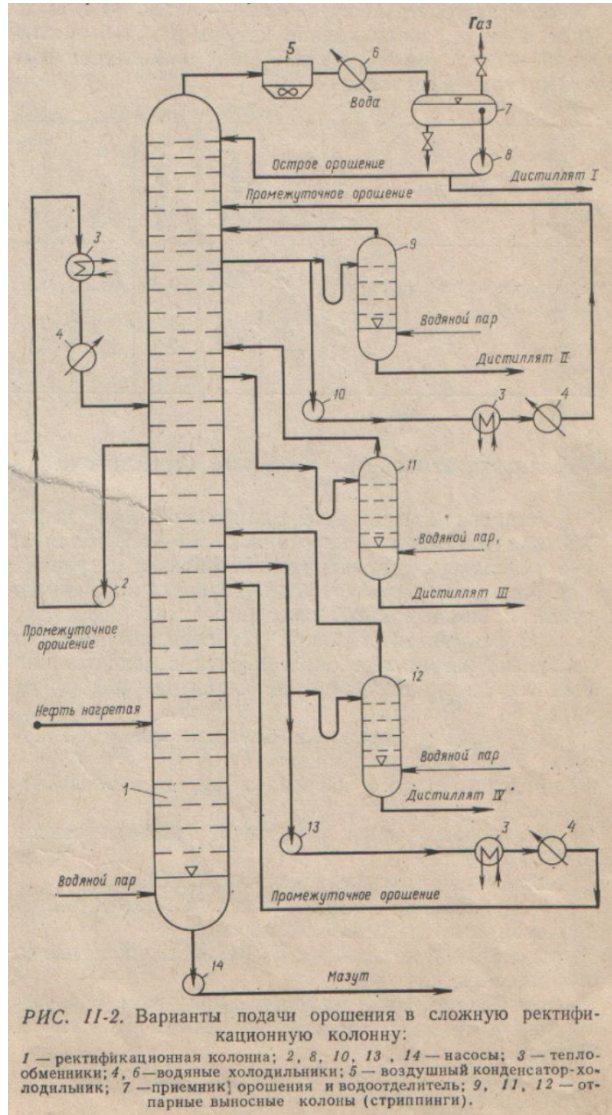 Газ
5
6
Вода
7
8
Острое орошение
Дистиллят I
Промежуточное орошение
9
3
Водяной пар
4
Дистиллят II
10
3
4
11
Водяной пар,
2
Дистиллят III
Промежуточное
орошение
12
Нефть нагретая
Водяной пар
1
Дистиллят IV
13
3
4
Водяной пар
Промежуточное орошение
14
Мазут
РИС. II-2. Варианты подачи орошения в сложную ректифи-
кационную колонну:
1 — ректификационная колонна; 2, 8, 10, 13, 14 — насосы; 3 — тепло-
обменники; 4, 6 — водяные холодильники; 5 — воздушный конденсатор-хо-
лодильник; 7 — приемник орошения и водоотделитель; 9, 11, 12 — от-
парные выносные колоны (стриппинги).